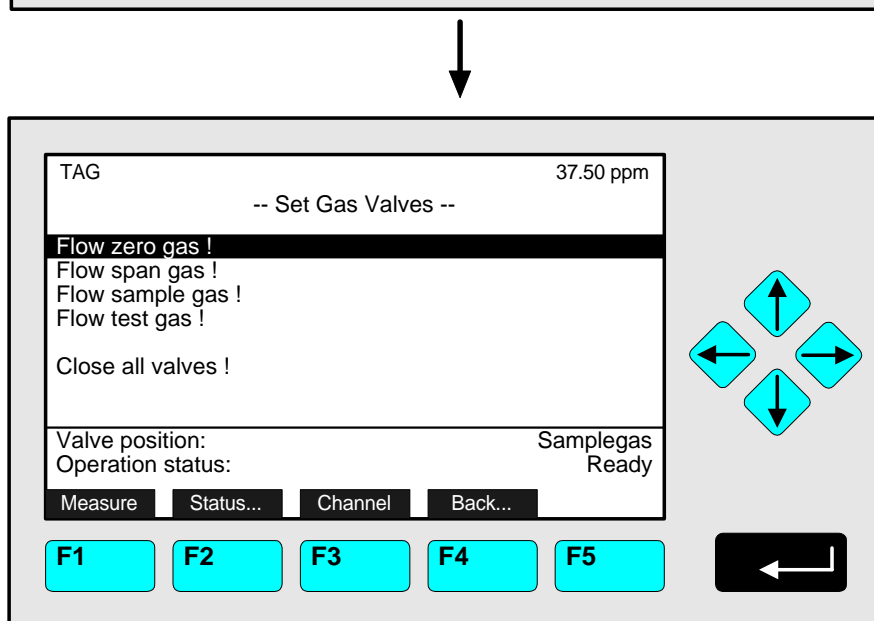 TAG 37.50 ppm
-- Set Gas Valves --
Flow zero gas !
Flow span gas !
Flow sample gas !
Flow test gas !
Close all valves !
Valve position: Samplegas
Operation status: Ready
Measure Status... Channel Back...
F1 F2 F3 F4 F5